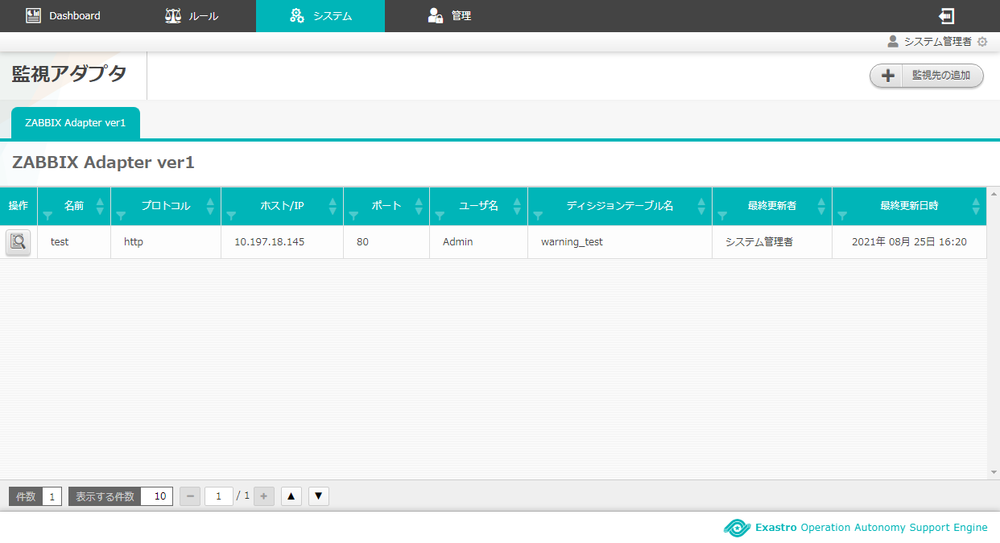 Dashboard ルール システム 管理
システム管理者
監視アダプタ
監視先の追加
ZABBIX Adapter ver1
ZABBIX Adapter ver1
操作 名前 プロトコル ホスト/IP ポート ユーザ名 ディシジョンテーブル名 最終更新者 最終更新日時
test http 10.197.18.145 80 Admin warning_test システム管理者 2021年 08月 25日 16:20
件数 1 表示する件数 10 − 1 / 1 + ▲ ▼
Exastro Operation Autonomy Support Engine